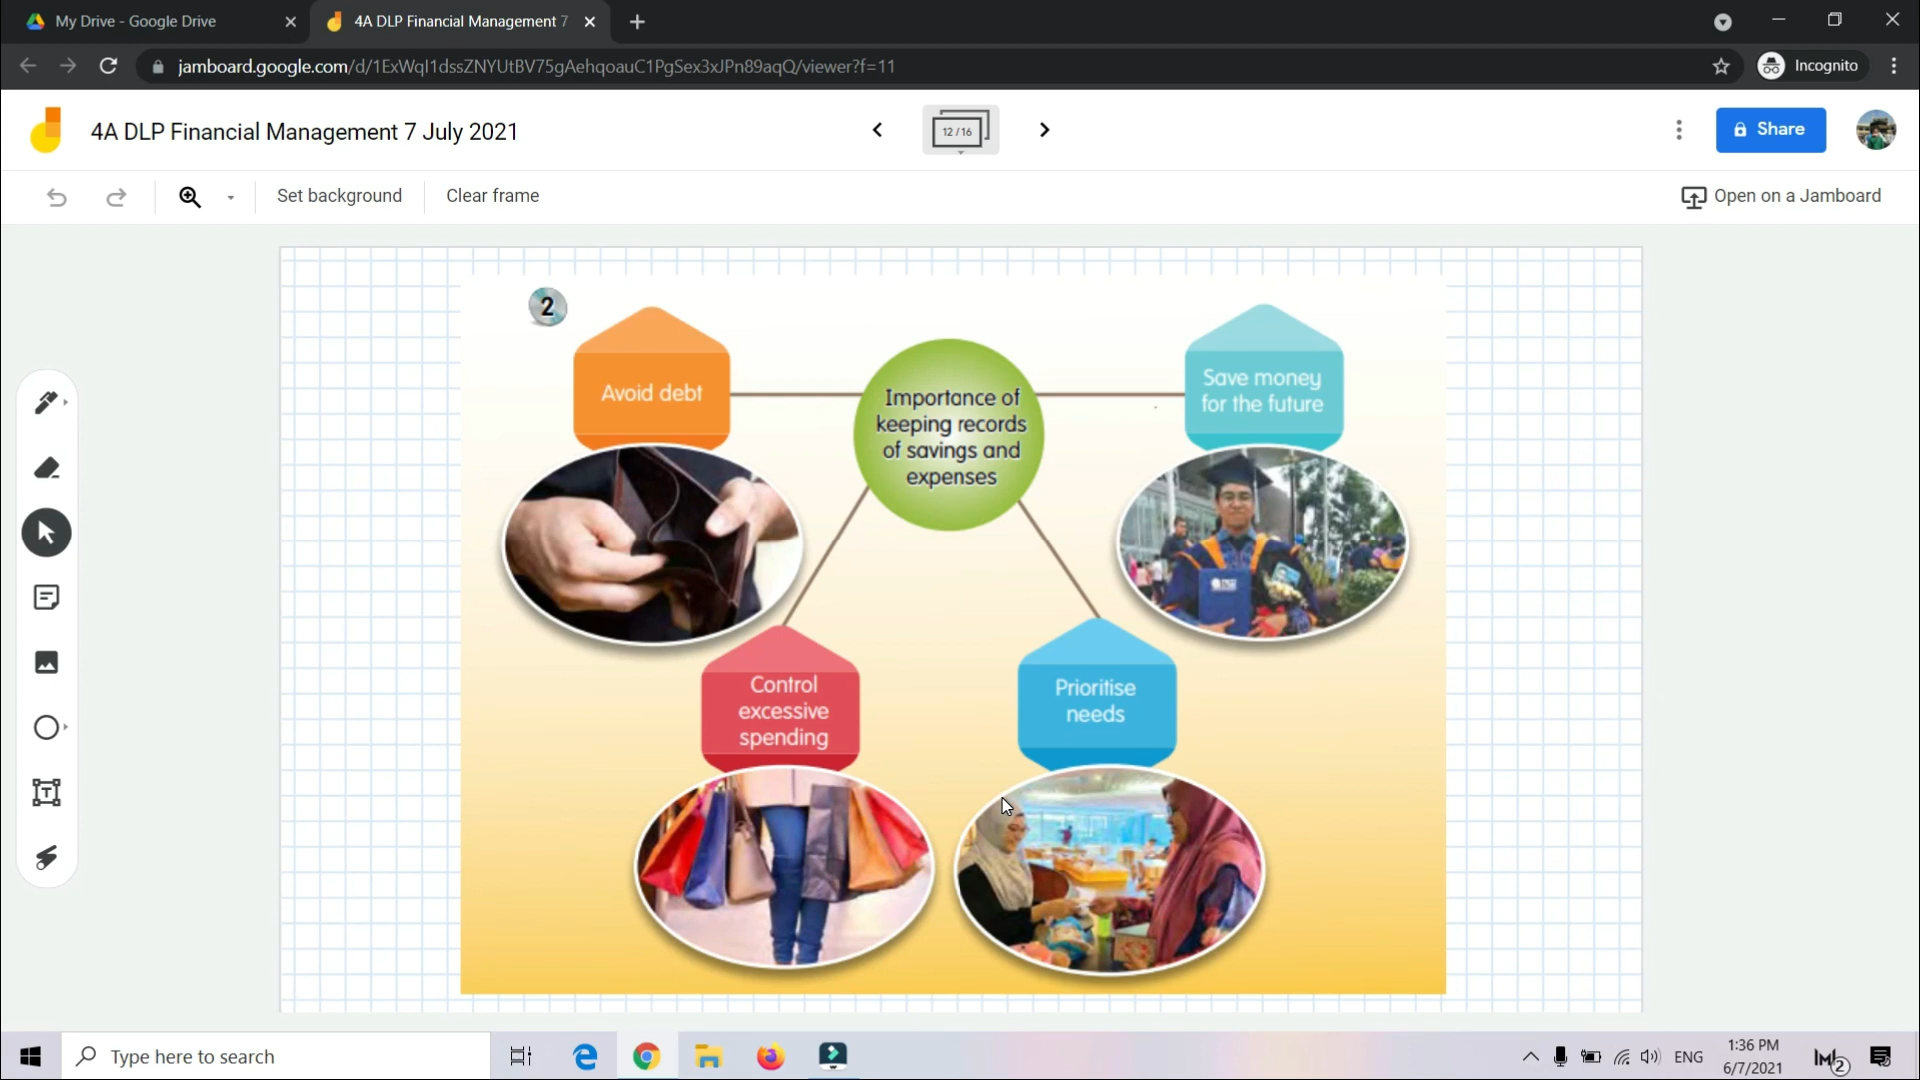 My Drive - Google Drive
4A DLP Financial Management 7
jamboard.google.com/d/1ExWqI1dssZNYUtBV75gAehqoauC1PgSex3xJPn89aqQ/viewer?f=11
Incognito
4A DLP Financial Management 7 July 2021
12 / 16
Share
Set background
Clear frame
Open on a Jamboard
2
Avoid debt
Importance of
keeping records
of savings and
expenses
Save money
for the future
Control
excessive
spending
Prioritise
needs
Type here to search
ENG
1:36 PM
6/7/2021
2